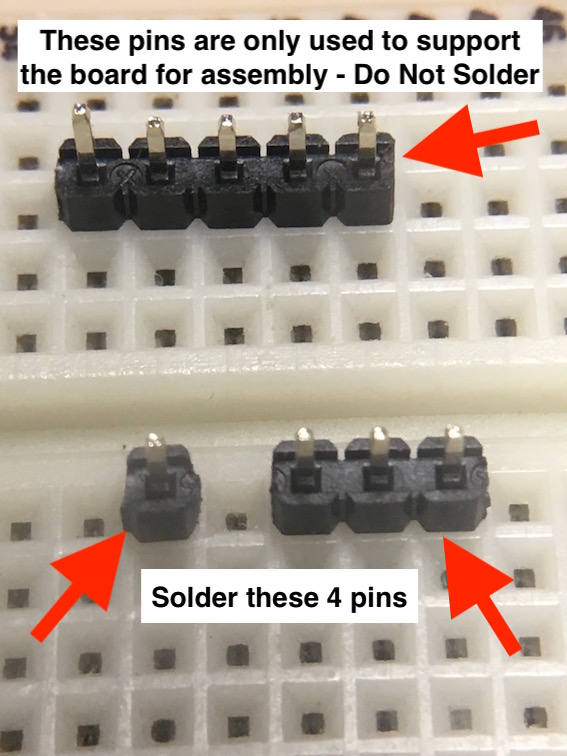 These pins are only used to support
the board for assembly - Do Not Solder
Solder these 4 pins